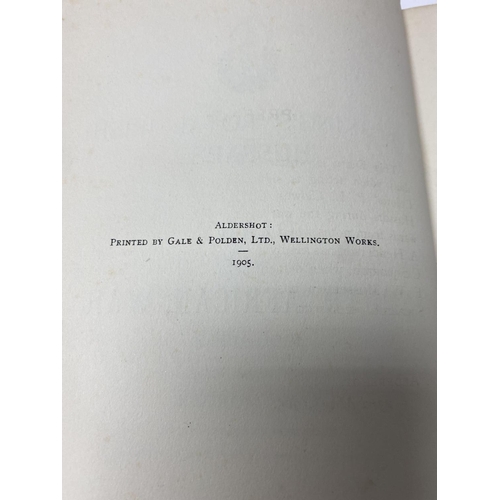 ALDERSHOT:
PRINTED BY GALE & POLDEN, LTD., WELLINGTON WORKS.
1905.